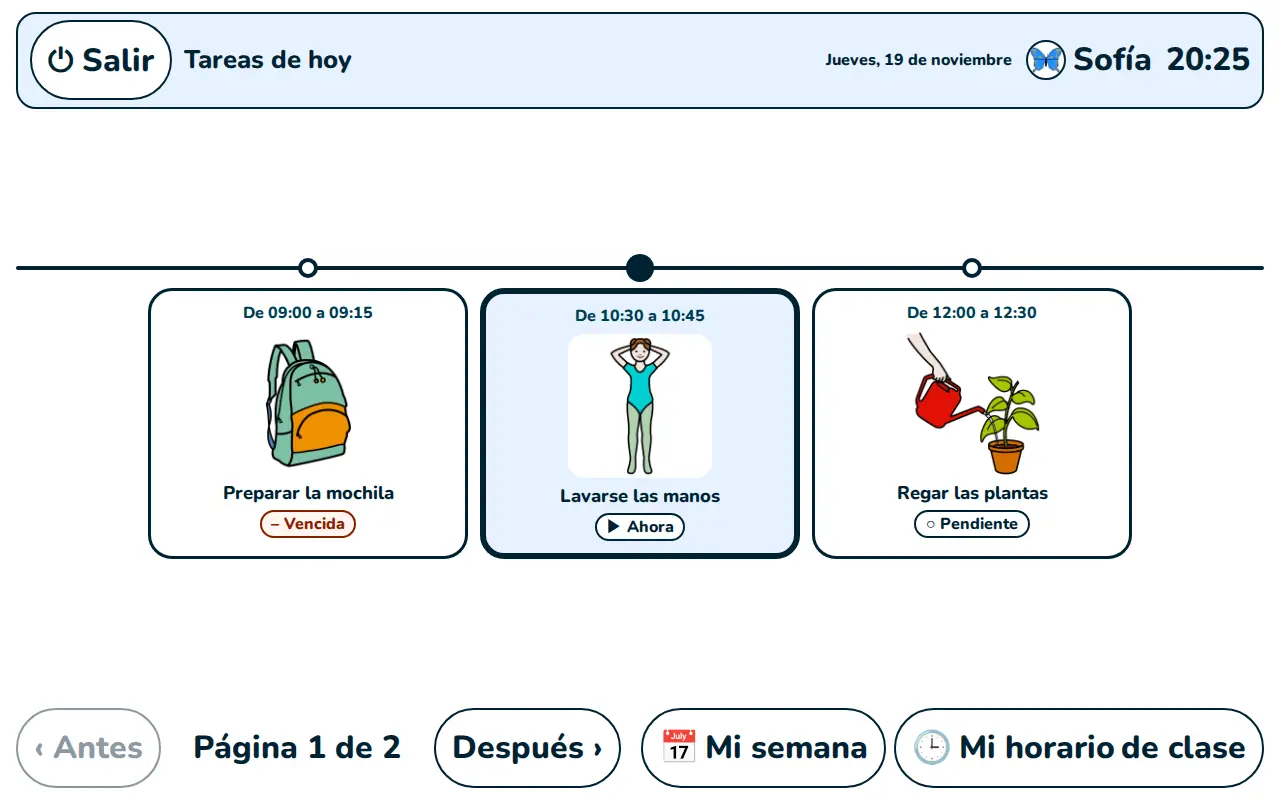 Salir
Tareas de hoy
Jueves, 19 de noviembre
Sofía 20:25
De 09:00 a 09:15
Preparar la mochila
– Vencida
De 10:30 a 10:45
Lavarse las manos
▶ Ahora
De 12:00 a 12:30
Regar las plantas
○ Pendiente
‹ Antes
Página 1 de 2
Después ›
July
17
Mi semana
Mi horario de clase